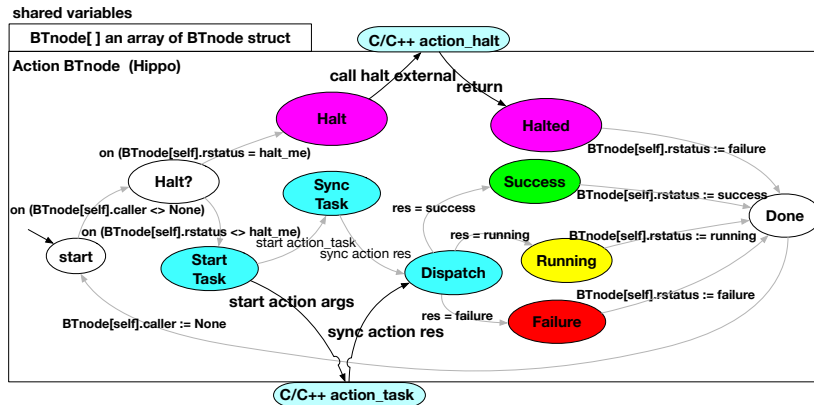 shared variables
BTnode[ ] an array of BTnode struct
C/C++ action_halt
Action BTnode (Hippo)
call halt external
return
Halt
Halted
on (BTnode[self].rstatus = halt_me)
BTnode[self].rstatus := failure
Halt?
Sync
Task
Success
on (BTnode[self].caller <> None)
res = success
BTnode[self].rstatus := success
Done
on (BTnode[self].rstatus <> halt_me)
start action_task
sync action res
res = running
BTnode[self].rstatus := running
start
Start
Task
Dispatch
Running
start action args
BTnode[self].rstatus := failure
BTnode[self].caller := None
sync action res
res = failure
Failure
C/C++ action_task